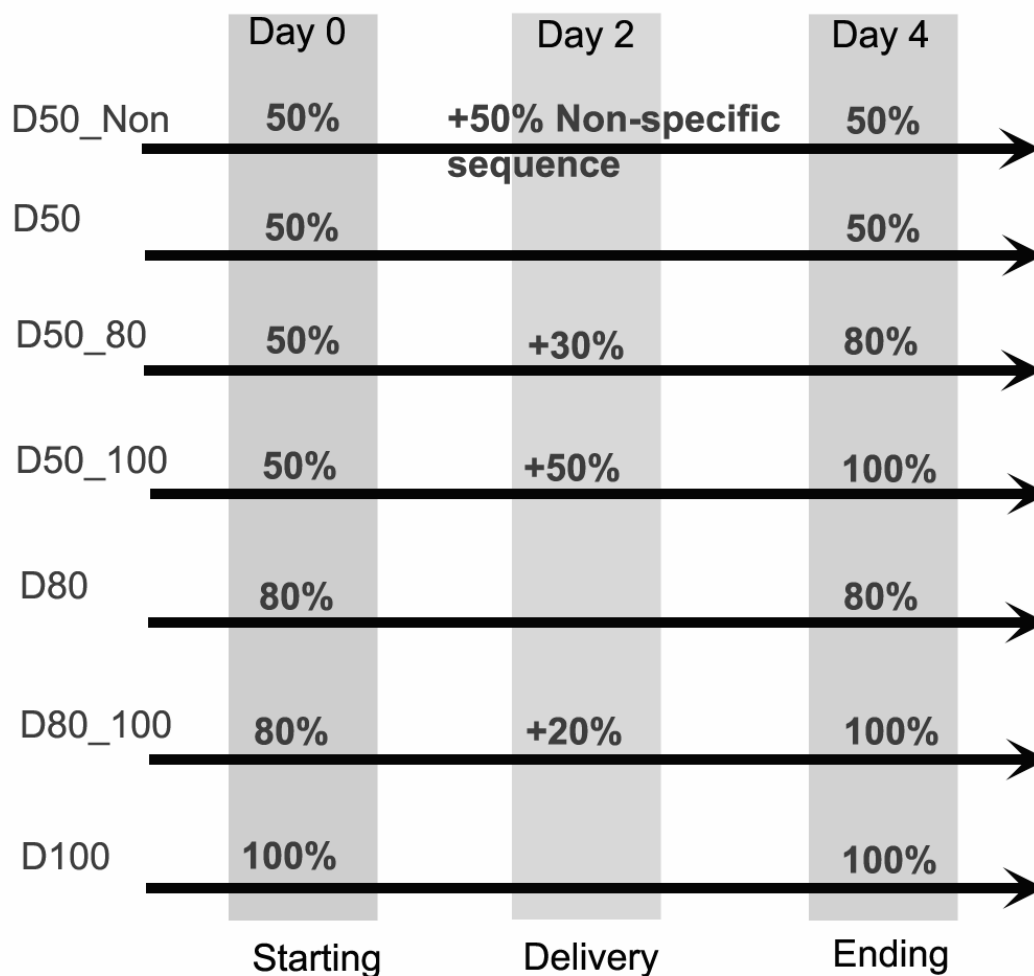 Day 0 Day 2 Day 4
D50_Non 50% +50% Non-specific 50%
sequence
D50 50% 50%
D50_80 50% +30% 80%
D50_100 50% +50% 100%
D80 80% 80%
D80_100 80% +20% 100%
D100 100% 100%
Starting Delivery Ending